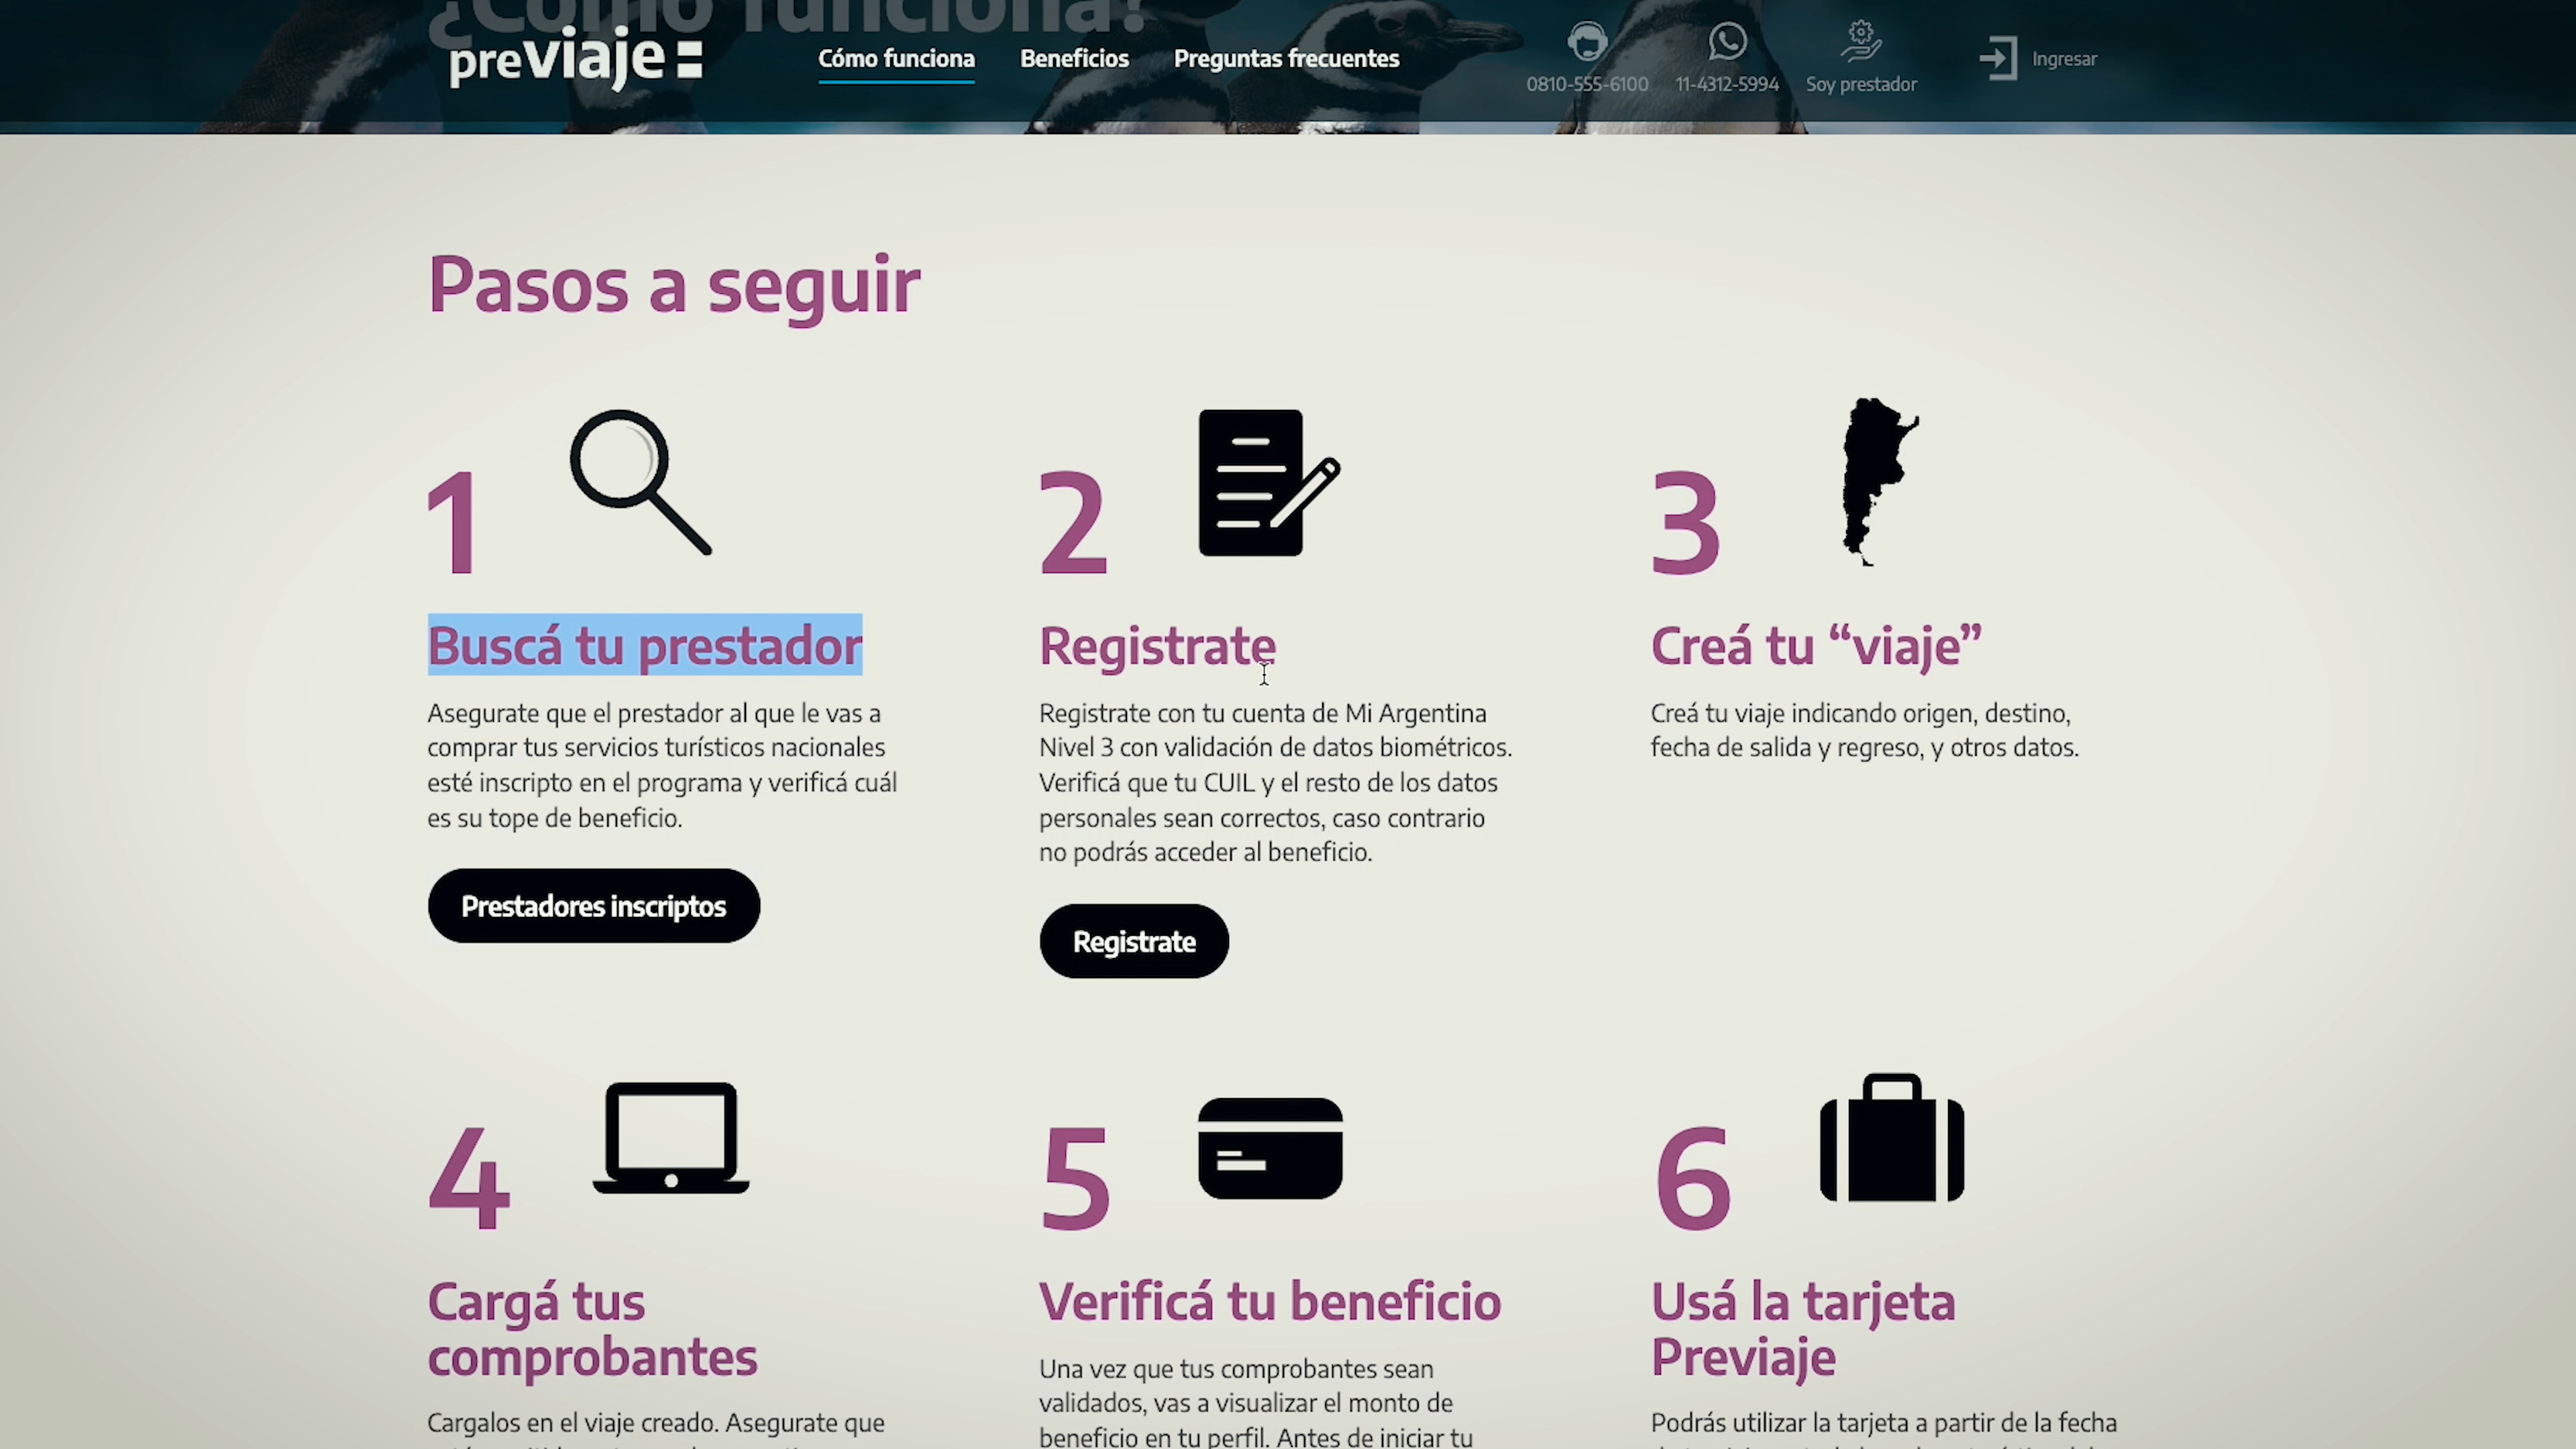 ¿Cómo funciona?
previaje
Cómo funciona
Beneficios
Preguntas frecuentes
0810-555-6100
11-4312-5994
Soy prestador
Ingresar
Pasos a seguir
1
Buscá tu prestador
Asegurate que el prestador al que le vas a
comprar tus servicios turísticos nacionales
esté inscripto en el programa y verificá cuál
es su tope de beneficio.
Prestadores inscriptos
2
Registrate
Registrate con tu cuenta de Mi Argentina
Nivel 3 con validación de datos biométricos.
Verificá que tu CUIL y el resto de los datos
personales sean correctos, caso contrario
no podrás acceder al beneficio.
Registrate
3
Creá tu “viaje”
Creá tu viaje indicando origen, destino,
fecha de salida y regreso, y otros datos.
4
Cargá tus
comprobantes
Cargalos en el viaje creado. Asegurate que
5
Verificá tu beneficio
Una vez que tus comprobantes sean
validados, vas a visualizar el monto de
beneficio en tu perfil. Antes de iniciar tu
6
Usá la tarjeta
Previaje
Podrás utilizar la tarjeta a partir de la fecha